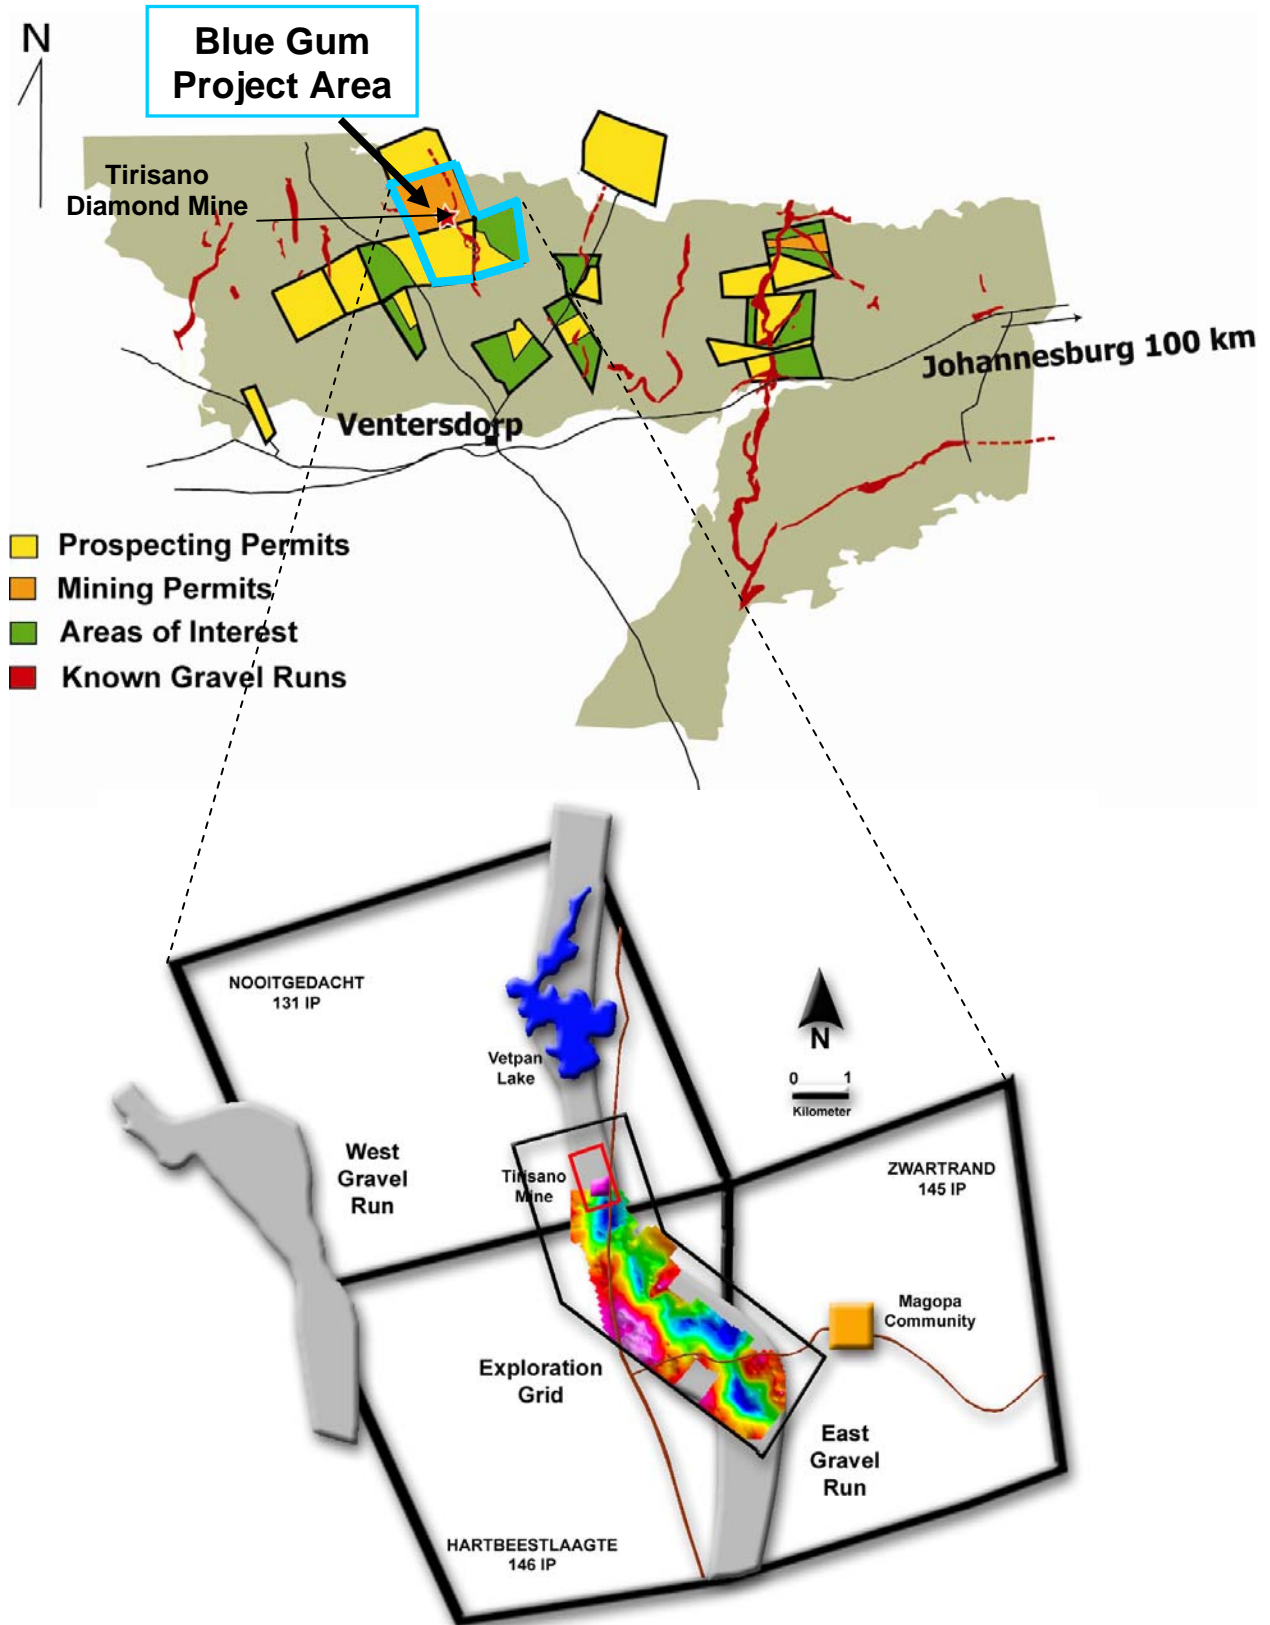 N
Blue Gum
Project Area
Tirisano
Diamond Mine
Johannesburg 100 km
Ventersdorp
Prospecting Permits
Mining Permits
Areas of Interest
Known Gravel Runs
NOOITGEDACHT
131 IP
Vetpan
Lake
N
0 1
Kilometer
West
Gravel
Run
Tirisano
Mine
ZWARTRAND
145 IP
Magopa
Community
Exploration
Grid
East
Gravel
Run
HARTBEESTLAAGTE
146 IP